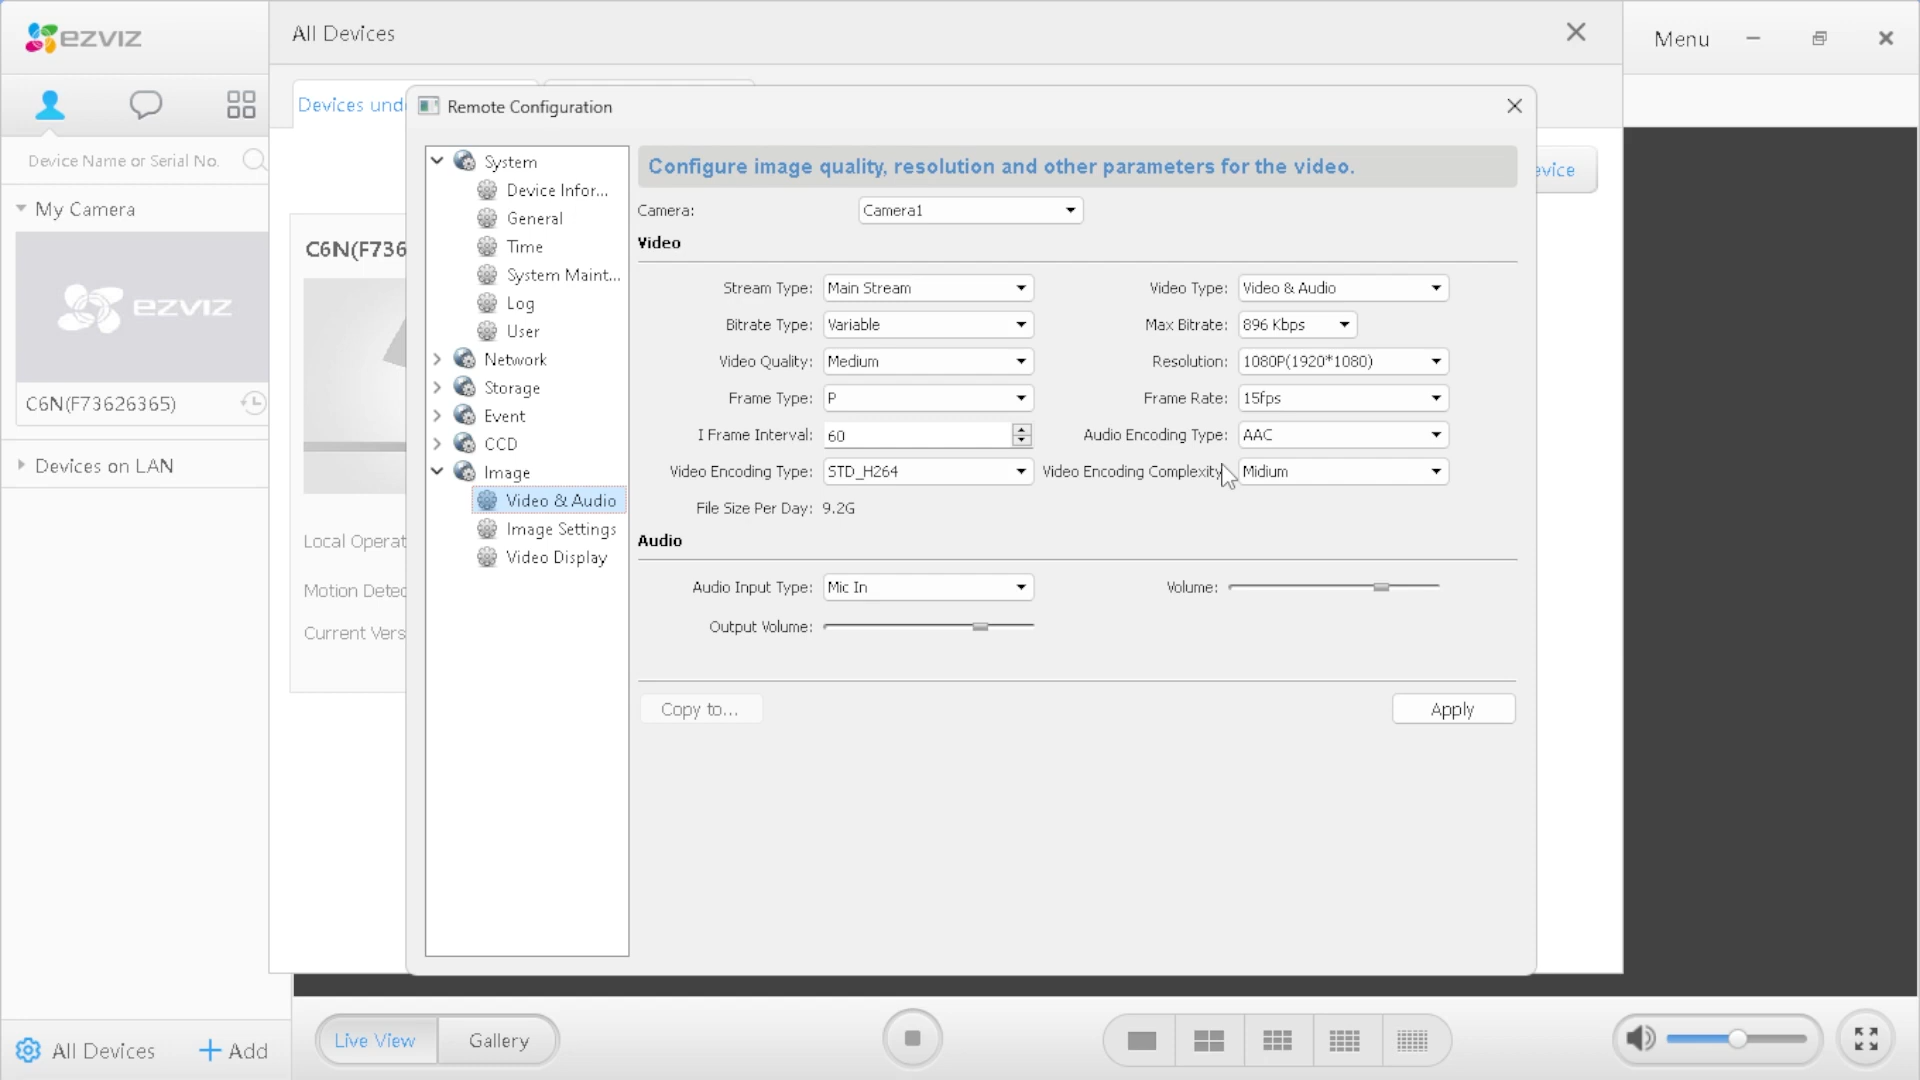 ezviz
All Devices
Menu
Devices und
Device Name or Serial No.
My Camera
ezviz
C6N(F73626365)
Devices on LAN
C6N(F736
Local Operat
Motion Detec
Current Vers
evice
Remote Configuration
System
Device Infor...
General
Time
System Maint...
Log
User
Network
Storage
Event
CCD
Image
Video & Audio
Image Settings
Video Display
Configure image quality, resolution and other parameters for the video.
Camera: Camera1
Video
Stream Type: Main Stream Video Type: Video & Audio
Bitrate Type: Variable Max Bitrate: 896 Kbps
Video Quality: Medium Resolution: 1080P(1920*1080)
Frame Type: P Frame Rate: 15fps
I Frame Interval: 60 Audio Encoding Type: AAC
Video Encoding Type: STD_H264 Video Encoding Complexity Midium
File Size Per Day: 9.2G
Audio
Audio Input Type: Mic In Volume:
Output Volume:
Copy to... Apply
All Devices Add
Live View Gallery